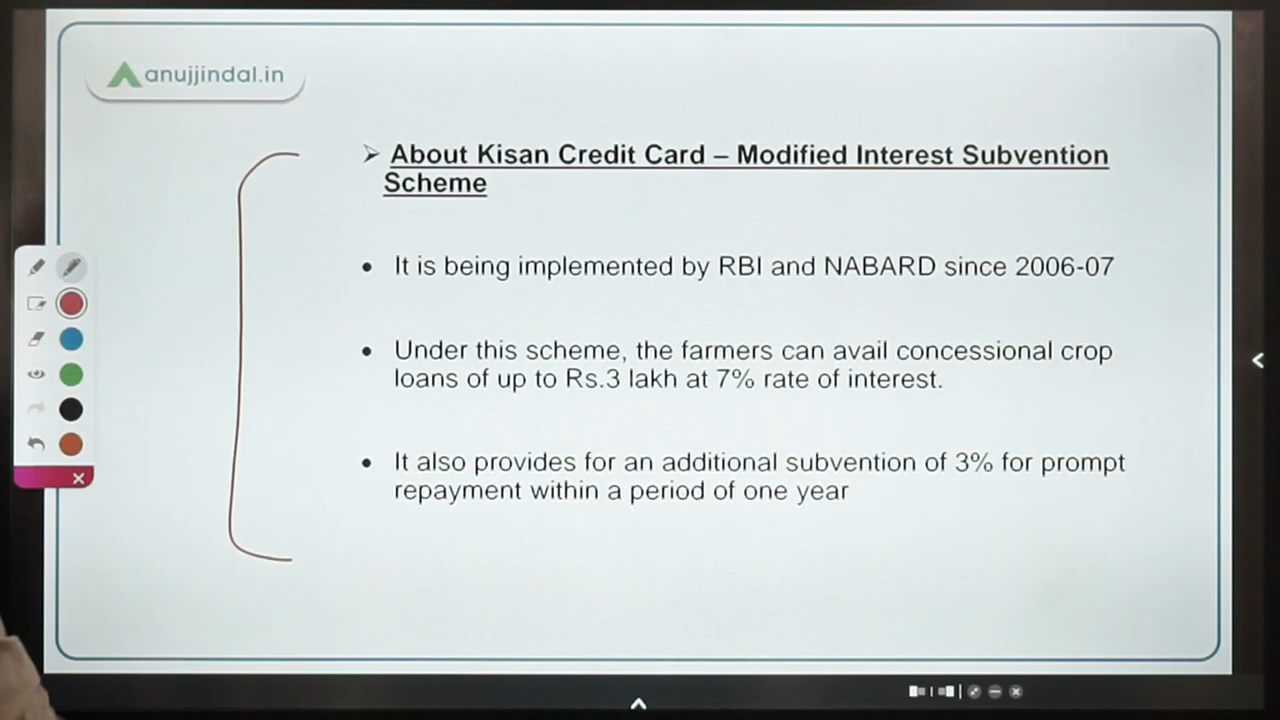 anujjindal.in
➢ About Kisan Credit Card – Modified Interest Subvention
Scheme
• It is being implemented by RBI and NABARD since 2006-07
• Under this scheme, the farmers can avail concessional crop
loans of up to Rs.3 lakh at 7% rate of interest.
• It also provides for an additional subvention of 3% for prompt
repayment within a period of one year